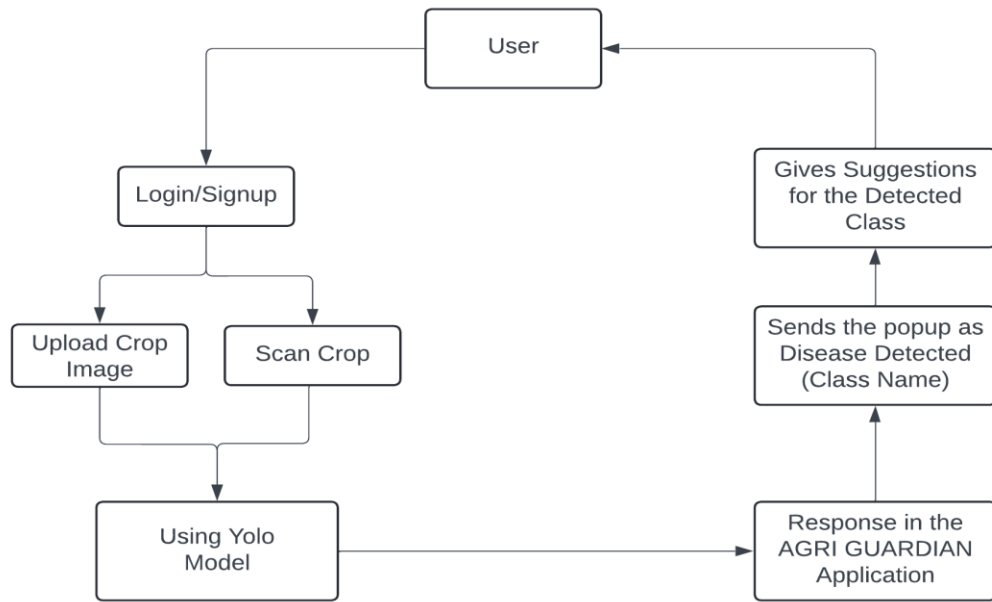 User
Login/Signup
Upload Crop
Image
Scan Crop
Using Yolo
Model
Response in the
AGRI GUARDIAN
Application
Sends the popup as
Disease Detected
(Class Name)
Gives Suggestions
for the Detected
Class